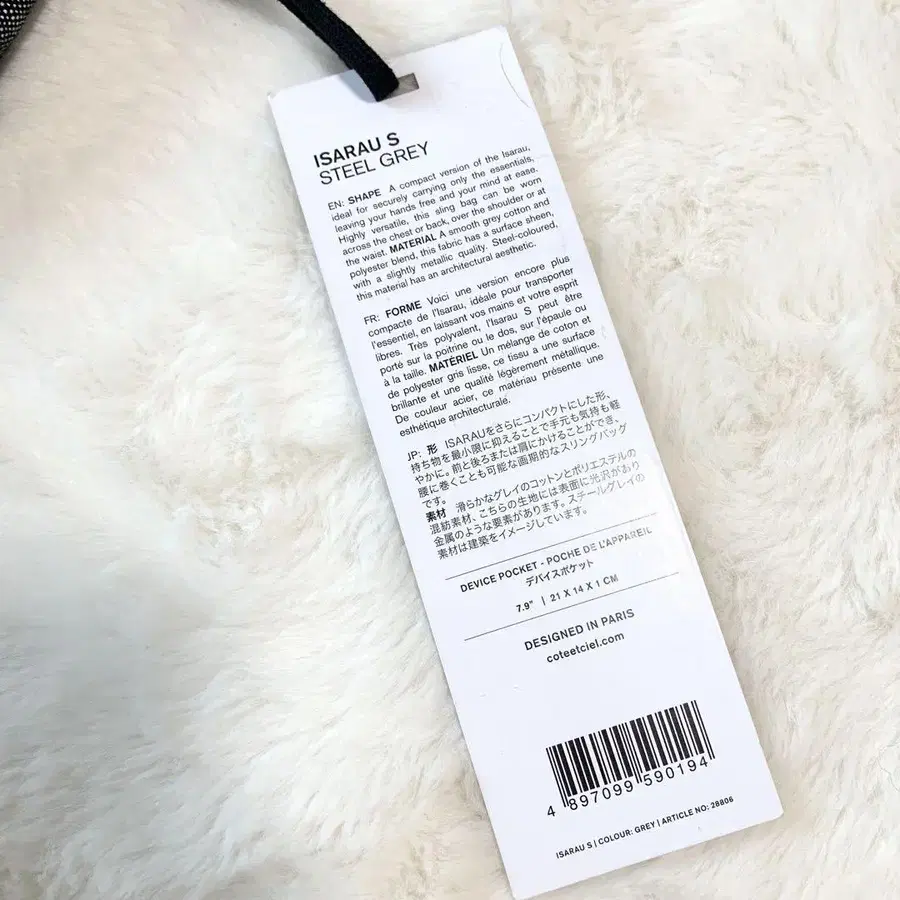 ISARAU S
STEEL GREY
EN: SHAPE A compact version of the Isarau,
ideal for securely carrying only the essentials,
leaving your hands free and your mind at ease.
Highly versatile, this sling bag can be worn
across the chest or back, over the shoulder or at
the waist. MATERIAL A smooth grey cotton and
polyester blend, this fabric has a surface sheen,
with a slightly metallic quality. Steel-coloured,
this material has an architectural aesthetic.
FR: FORME Voici une version encore plus
compacte de l'Isarau, idéale pour transporter
l'essentiel, en laissant vos mains et votre esprit
libres. Très polyvalent, l'Isarau S peut être
porté sur la poitrine ou le dos, sur l'épaule ou
à la taille. MATÉRIEL Un mélange de coton et
de polyester gris lisse, ce tissu a une surface
brillante et une qualité légèrement métallique.
De couleur acier, ce matériau présente une
esthétique architecturale.
JP: 形 ISARAUをさらにコンパクトにした形、
持ち物を最小限に抑えることで手元も気持も軽
やかに。前と後ろまたは肩にかけることができ、
腰に巻くことも可能な画期的なスリングバッグ
です。
素材 滑らかなグレイのコットンとポリエステルの
混紡素材、こちらの生地には表面に光沢があり
金属のような要素があります。スチールグレイの
素材は建築をイメージしています。
DEVICE POCKET - POCHE DE L'APPAREIL
デバイスポケット
7.9" | 21 X 14 X 1 CM
DESIGNED IN PARIS
coteetciel.com
4 897099 590194
ISARAU S | COLOUR: GREY | ARTICLE NO: 28806